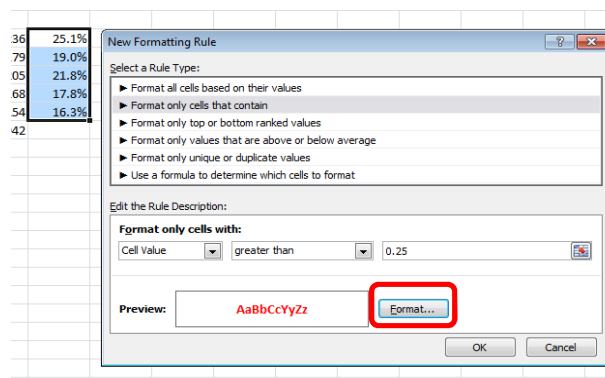 36 25.1%
79 19.0%
05 21.8%
68 17.8%
54 16.3%
942
New Formatting Rule
Select a Rule Type:
► Format all cells based on their values
► Format only cells that contain
► Format only top or bottom ranked values
► Format only values that are above or below average
► Format only unique or duplicate values
► Use a formula to determine which cells to format
Edit the Rule Description:
Format only cells with:
Cell Value greater than 0.25
Preview: AaBbCcYyZz Format...
OK Cancel